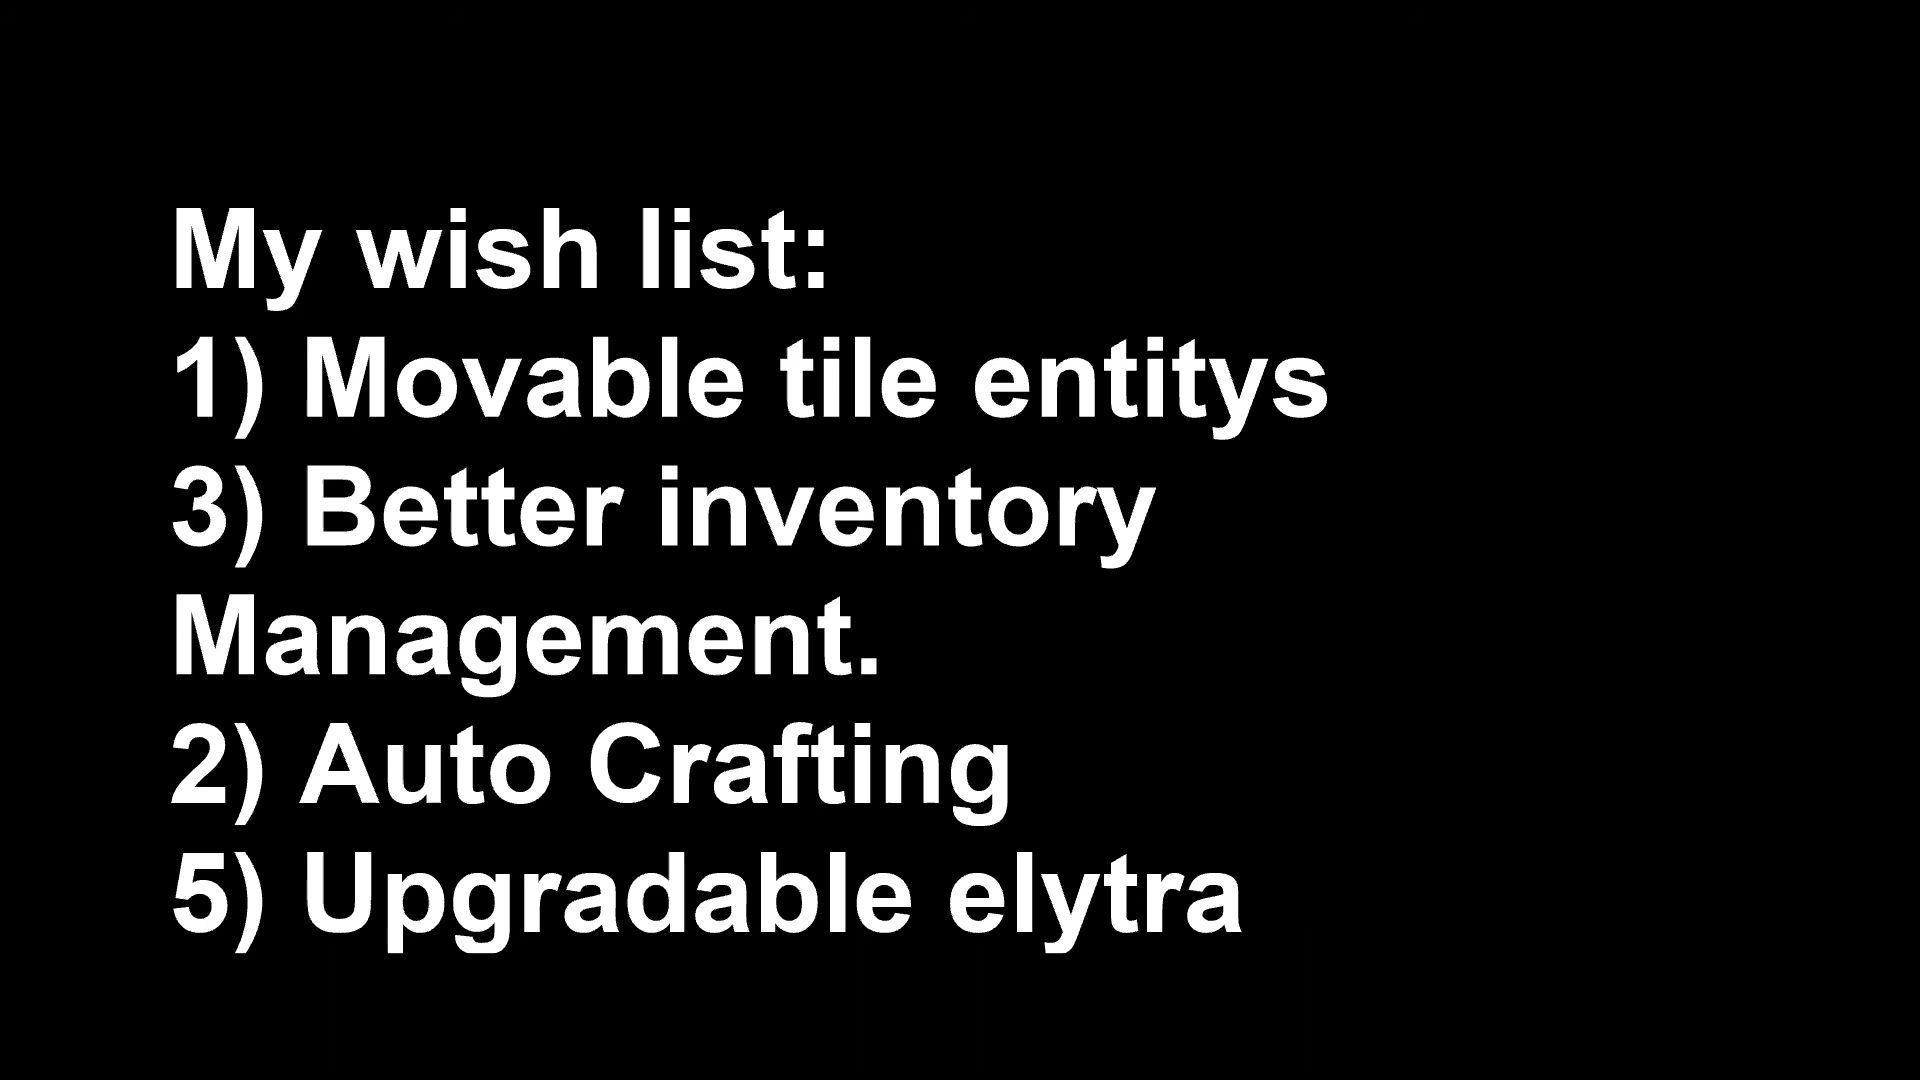 My wish list:
1) Movable tile entitys
3) Better inventory
Management.
2) Auto Crafting
5) Upgradable elytra